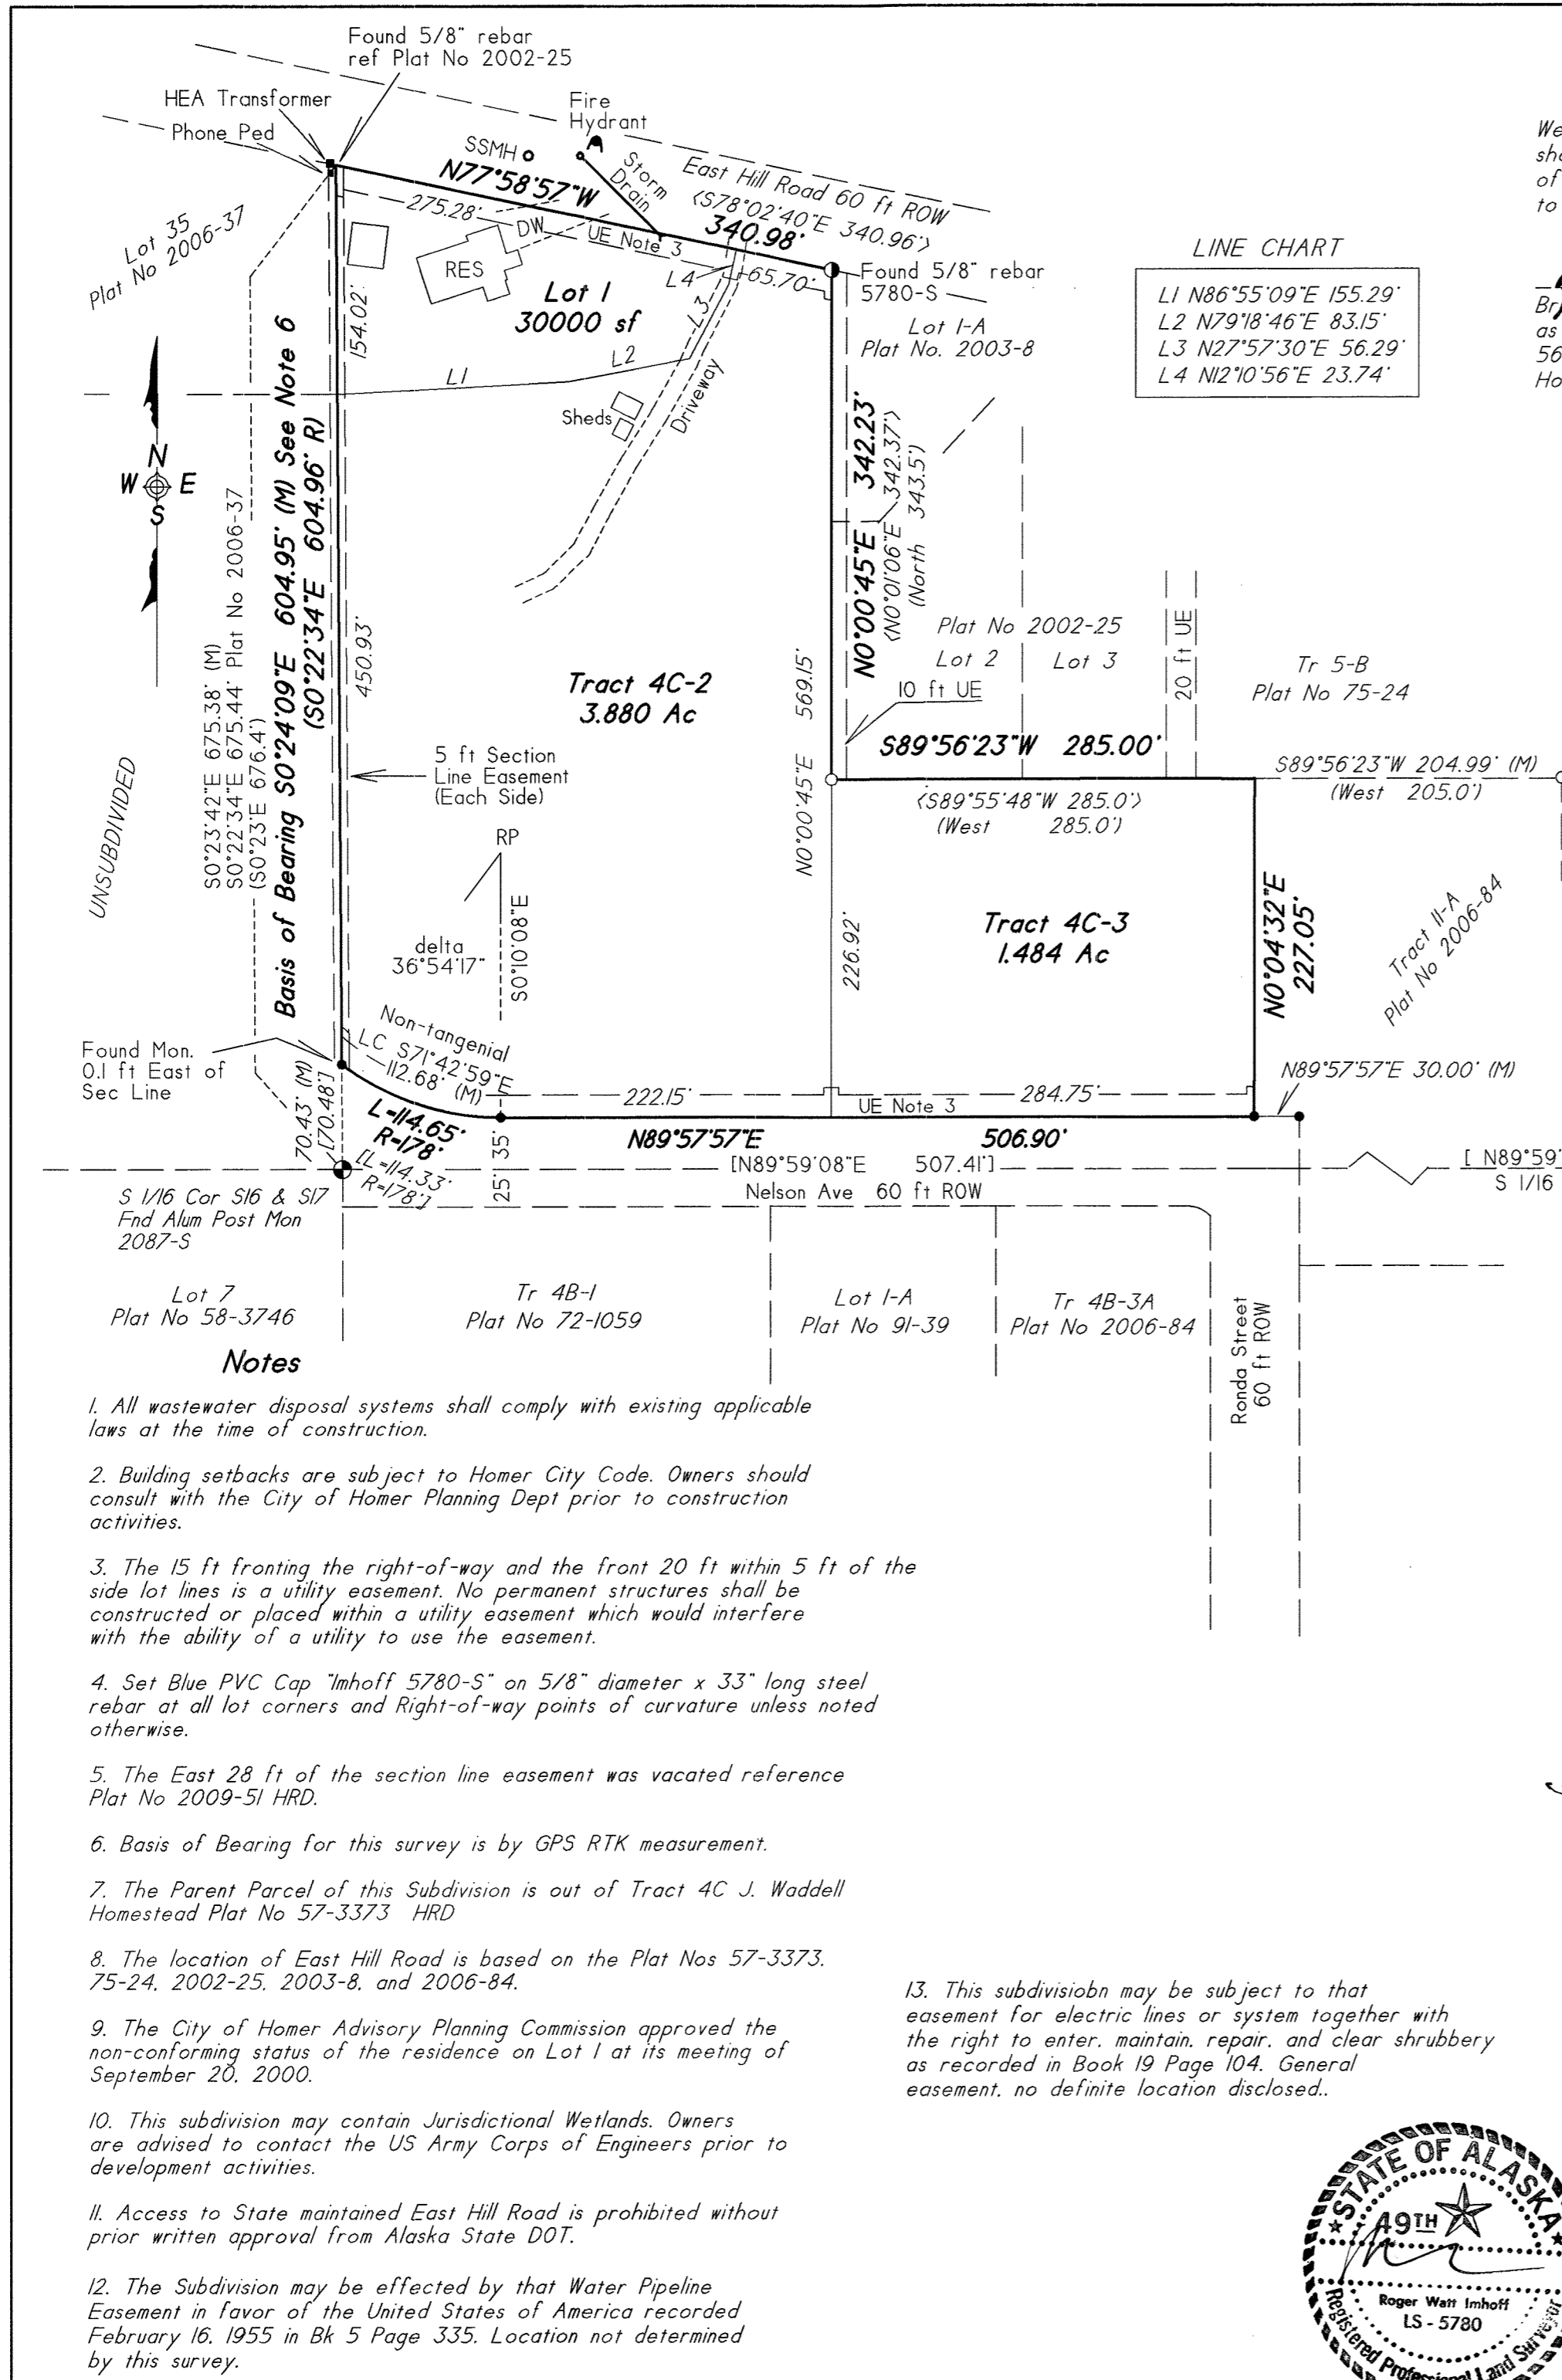 Found 5/8" rebar
ref Plat No 2002-25
HEA Transformer
Phone Ped
Fire
Hydrant
SSMH
Storm
Drain
East Hill Road 60 ft ROW
N77°58'57"W
340.98'
<S78°02'40"E 340.96'>
275.28'
DW
UE Note 3
65.70'
RES
Lot 1
30000 sf
L4
L3
L2
L1
Found 5/8" rebar
5780-S
Lot 1-A
Plat No. 2003-8
Lot 35
Plat No 2006-37
LINE CHART
L1 N86°55'09"E 155.29'
L2 N79°18'46"E 83.15'
L3 N27°57'30"E 56.29'
L4 N12°10'56"E 23.74'
We
sho
of
to
as
56
Ho
154.02'
Sheds
Driveway
N
W E
S
Basis of Bearing S0°24'09"E 604.95' (M) See Note 6
(S0°22'34"E 604.96' R)
S0°23'42"E 675.38' (M)
S0°22'34"E 675.44' Plat No 2006-37
(S0°23'E 676.4')
450.93'
UNSUBDIVIDED
N0°00'45"E 342.23'
<N0°01'06"E 342.37'>
(North 343.5')
Plat No 2002-25
Lot 2
Lot 3
20 ft UE
Tr 5-B
Plat No 75-24
Tract 4C-2
3.880 Ac
N0°00'45"E 569.15'
10 ft UE
S89°56'23"W 285.00'
<S89°55'48"W 285.0'>
(West 285.0')
S89°56'23"W 204.99' (M)
(West 205.0')
5 ft Section
Line Easement
(Each Side)
RP
delta
36°54'17"
S0°10'08"E
226.92'
Tract 4C-3
1.484 Ac
N0°04'32"E
227.05'
Tract 11-A
Plat No 2006-84
Found Mon.
0.1 ft East of
Sec Line
Non-tangenial
LC S71°42'59"E
112.68' (M)
222.15'
UE Note 3
284.75'
N89°57'57"E 30.00' (M)
70.43' (M)
[70.48']
L=114.65'
R=178'
[L=114.33'
R=178']
25' 35'
N89°57'57"E 506.90'
[N89°59'08"E 507.41']
Nelson Ave 60 ft ROW
[ N89°59'
S 1/16
S 1/16 Cor S16 & S17
Fnd Alum Post Mon
2087-S
Lot 7
Plat No 58-3746
Tr 4B-1
Plat No 72-1059
Lot 1-A
Plat No 91-39
Tr 4B-3A
Plat No 2006-84
Ronda Street
60 ft ROW
Notes
1. All wastewater disposal systems shall comply with existing applicable
laws at the time of construction.
2. Building setbacks are subject to Homer City Code. Owners should
consult with the City of Homer Planning Dept prior to construction
activities.
3. The 15 ft fronting the right-of-way and the front 20 ft within 5 ft of the
side lot lines is a utility easement. No permanent structures shall be
constructed or placed within a utility easement which would interfere
with the ability of a utility to use the easement.
4. Set Blue PVC Cap "Imhoff 5780-S" on 5/8" diameter x 33" long steel
rebar at all lot corners and Right-of-way points of curvature unless noted
otherwise.
5. The East 28 ft of the section line easement was vacated reference
Plat No 2009-51 HRD.
6. Basis of Bearing for this survey is by GPS RTK measurement.
7. The Parent Parcel of this Subdivision is out of Tract 4C J. Waddell
Homestead Plat No 57-3373 HRD
8. The location of East Hill Road is based on the Plat Nos 57-3373,
75-24, 2002-25, 2003-8, and 2006-84.
9. The City of Homer Advisory Planning Commission approved the
non-conforming status of the residence on Lot 1 at its meeting of
September 20, 2000.
10. This subdivision may contain Jurisdictional Wetlands. Owners
are advised to contact the US Army Corps of Engineers prior to
development activities.
11. Access to State maintained East Hill Road is prohibited without
prior written approval from Alaska State DOT.
12. The Subdivision may be effected by that Water Pipeline
Easement in favor of the United States of America recorded
February 16, 1955 in Bk 5 Page 335. Location not determined
by this survey.
13. This subdivisiobn may be subject to that
easement for electric lines or system together with
the right to enter, maintain, repair, and clear shrubbery
as recorded in Book 19 Page 104. General
easement, no definite location disclosed..
STATE OF ALASKA
49TH
Roger Watt Imhoff
LS - 5780
Registered Professional Land Surveyor